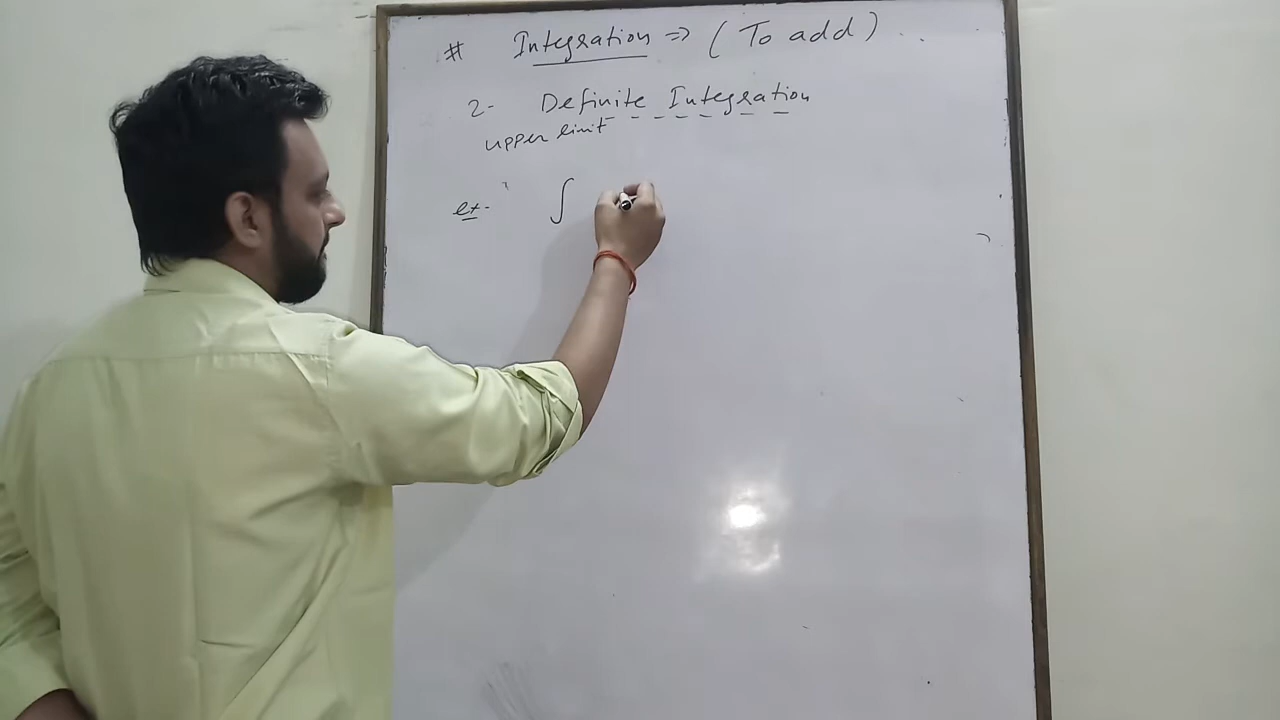 # Integration => ( To add ) ..
2- Definite Integration
upper limit
ex- ∫